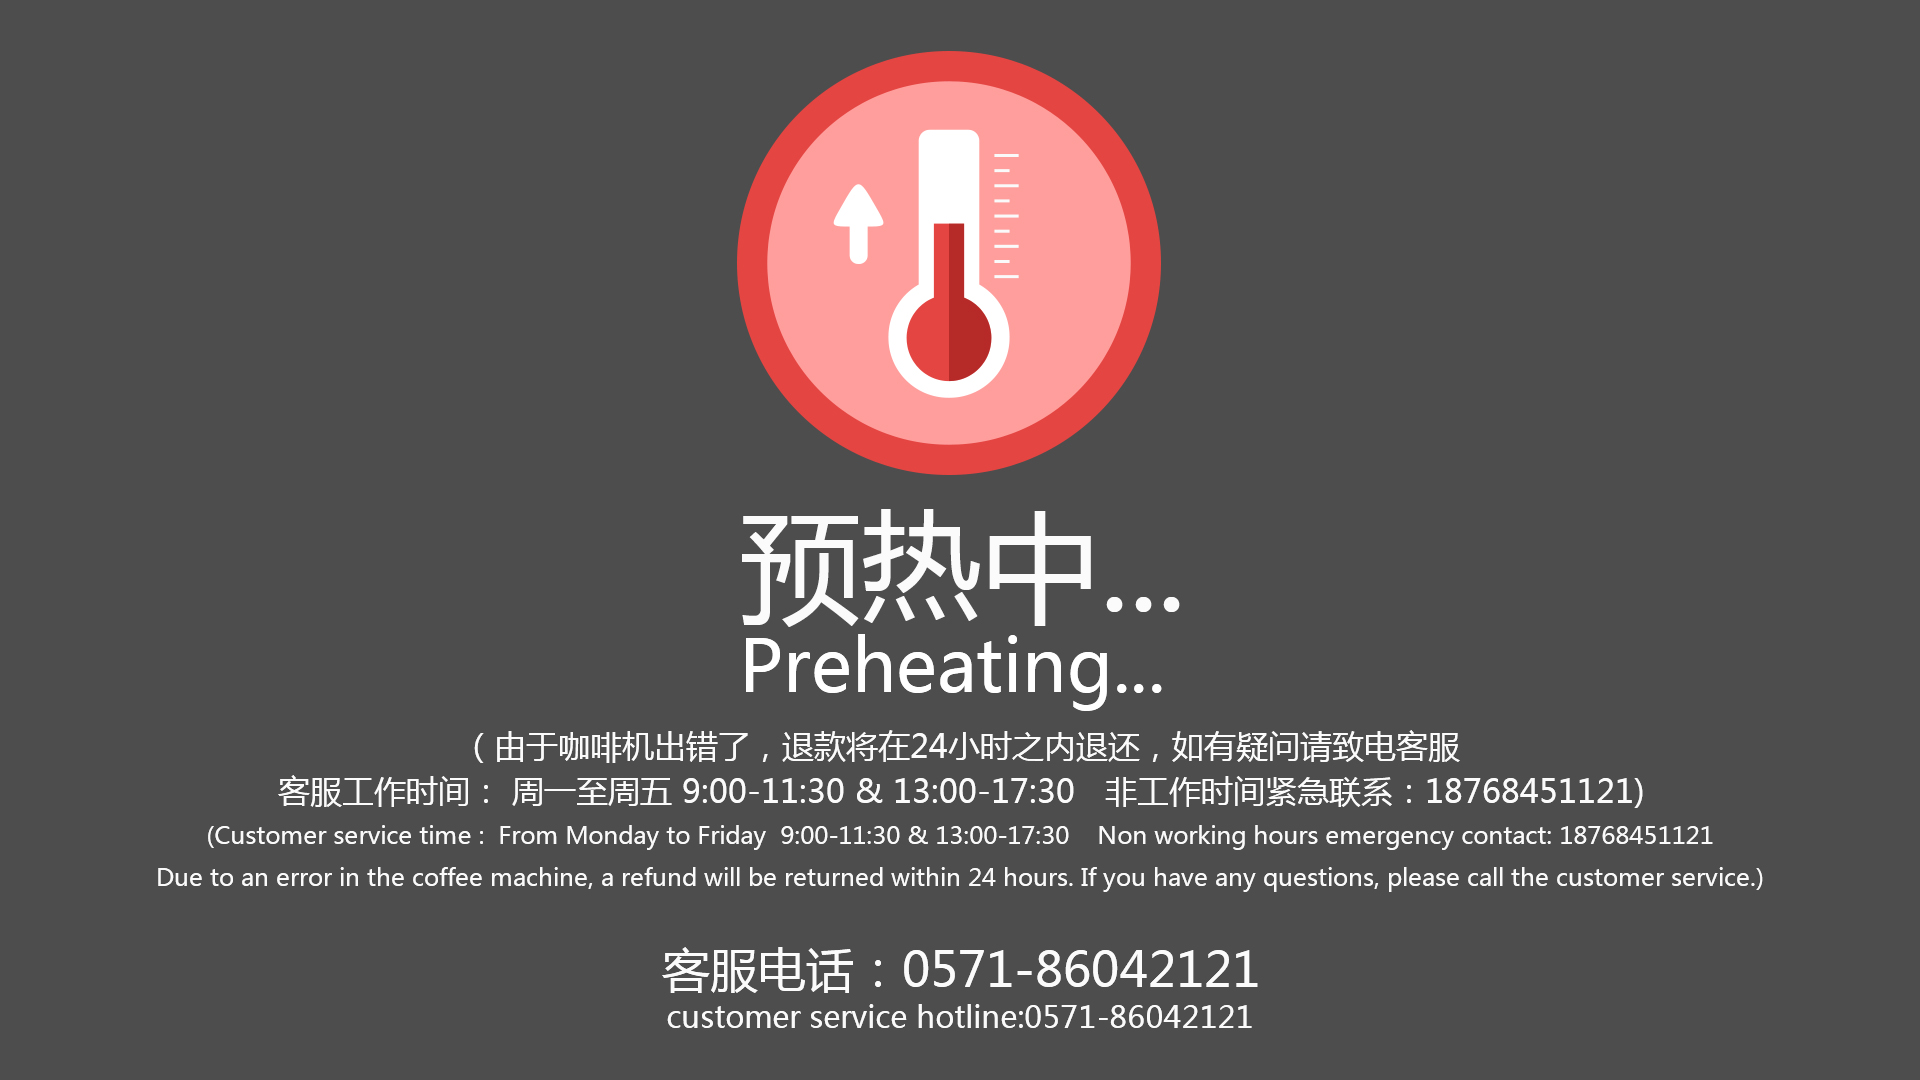 预热中...
Preheating...
（由于咖啡机出错了，退款将在24小时之内退还，如有疑问请致电客服
客服工作时间： 周一至周五 9:00-11:30 & 13:00-17:30 非工作时间紧急联系：18768451121)
(Customer service time : From Monday to Friday 9:00-11:30 & 13:00-17:30 Non working hours emergency contact: 18768451121
Due to an error in the coffee machine, a refund will be returned within 24 hours. If you have any questions, please call the customer service.)
客服电话：0571-86042121
customer service hotline:0571-86042121